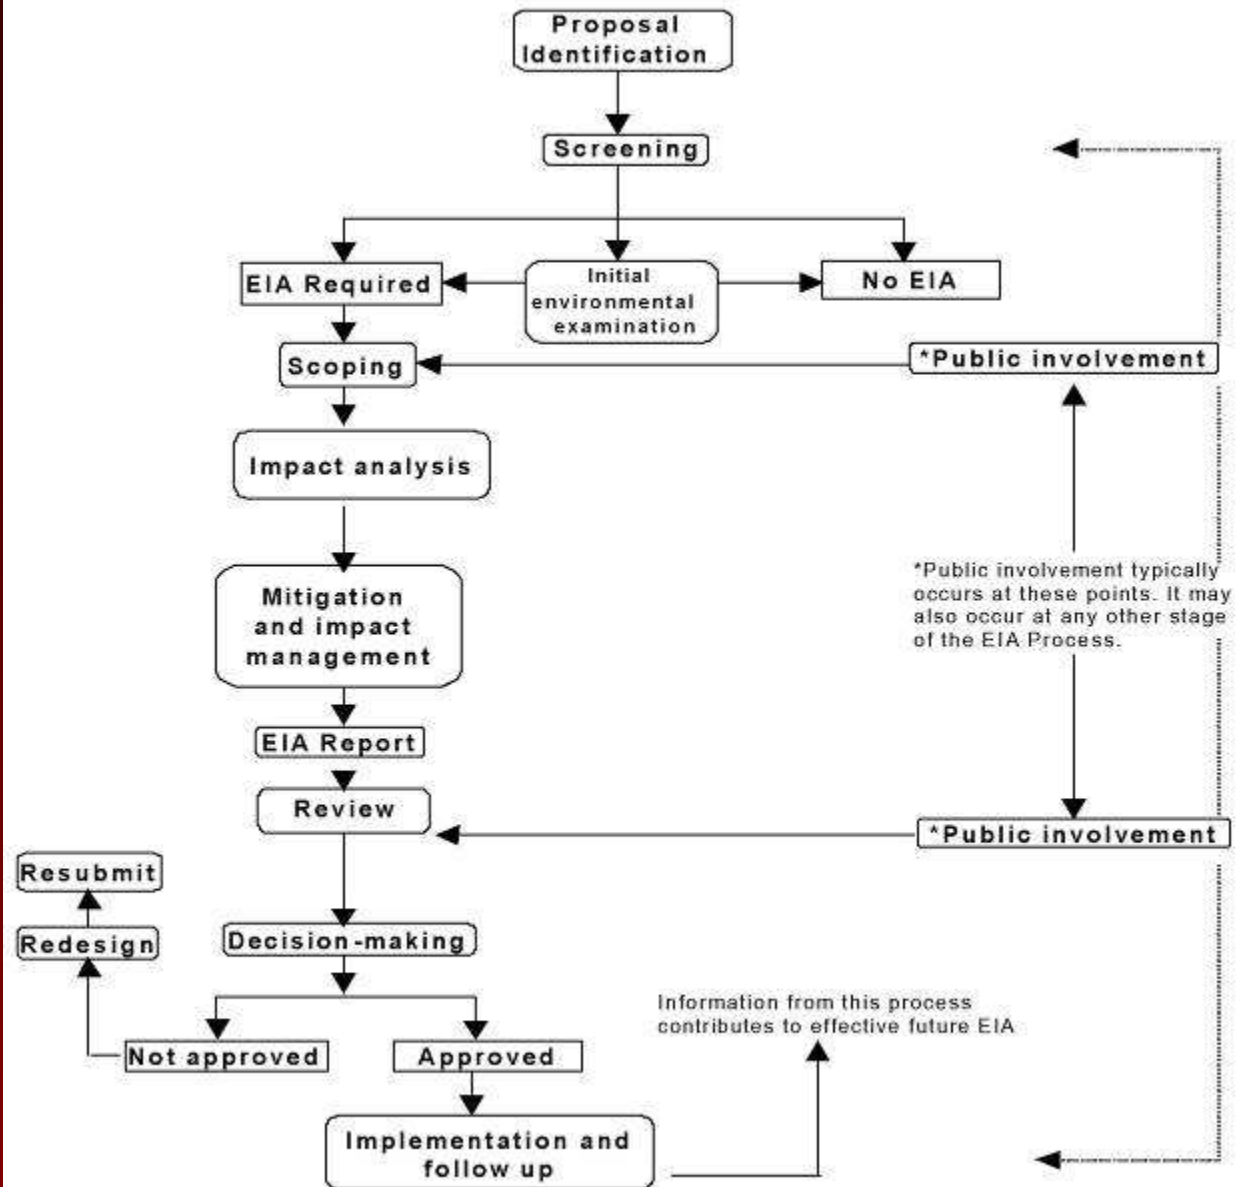 Proposal
Identification
Screening
EIA Required
Initial
environmental
examination
No EIA
Scoping
*Public involvement
Impact analysis
*Public involvement typically
occurs at these points. It may
also occur at any other stage
of the EIA Process.
Mitigation
and impact
management
EIA Report
Review
*Public involvement
Resubmit
Redesign
Decision-making
Information from this process
contributes to effective future EIA
Not approved
Approved
Implementation and
follow up